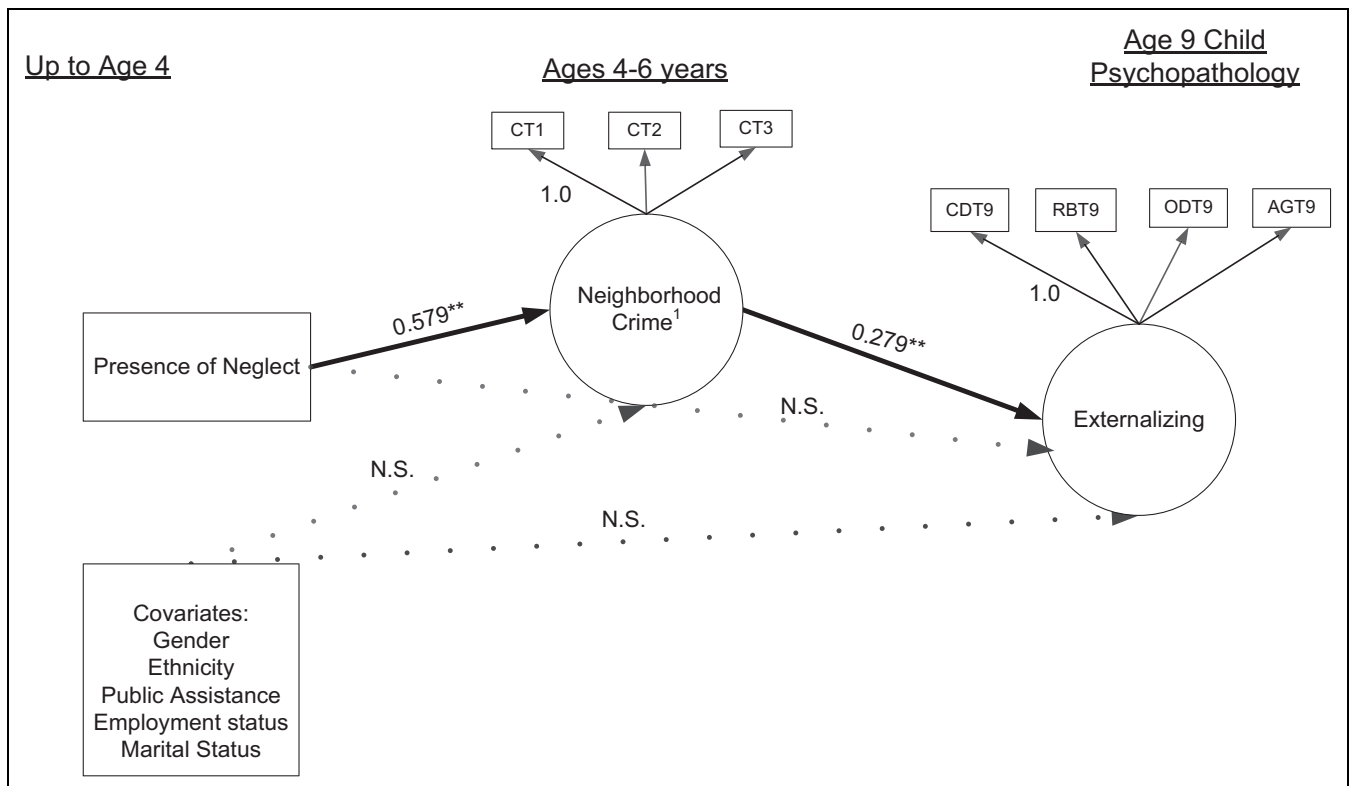 Up to Age 4
Ages 4-6 years
Age 9 Child
Psychopathology
CT1
CT2
CT3
1.0
CDT9
RBT9
ODT9
AGT9
1.0
Neighborhood
Crime¹
0.579**
0.279**
Presence of Neglect
Externalizing
N.S.
N.S.
N.S.
Covariates:
Gender
Ethnicity
Public Assistance
Employment status
Marital Status